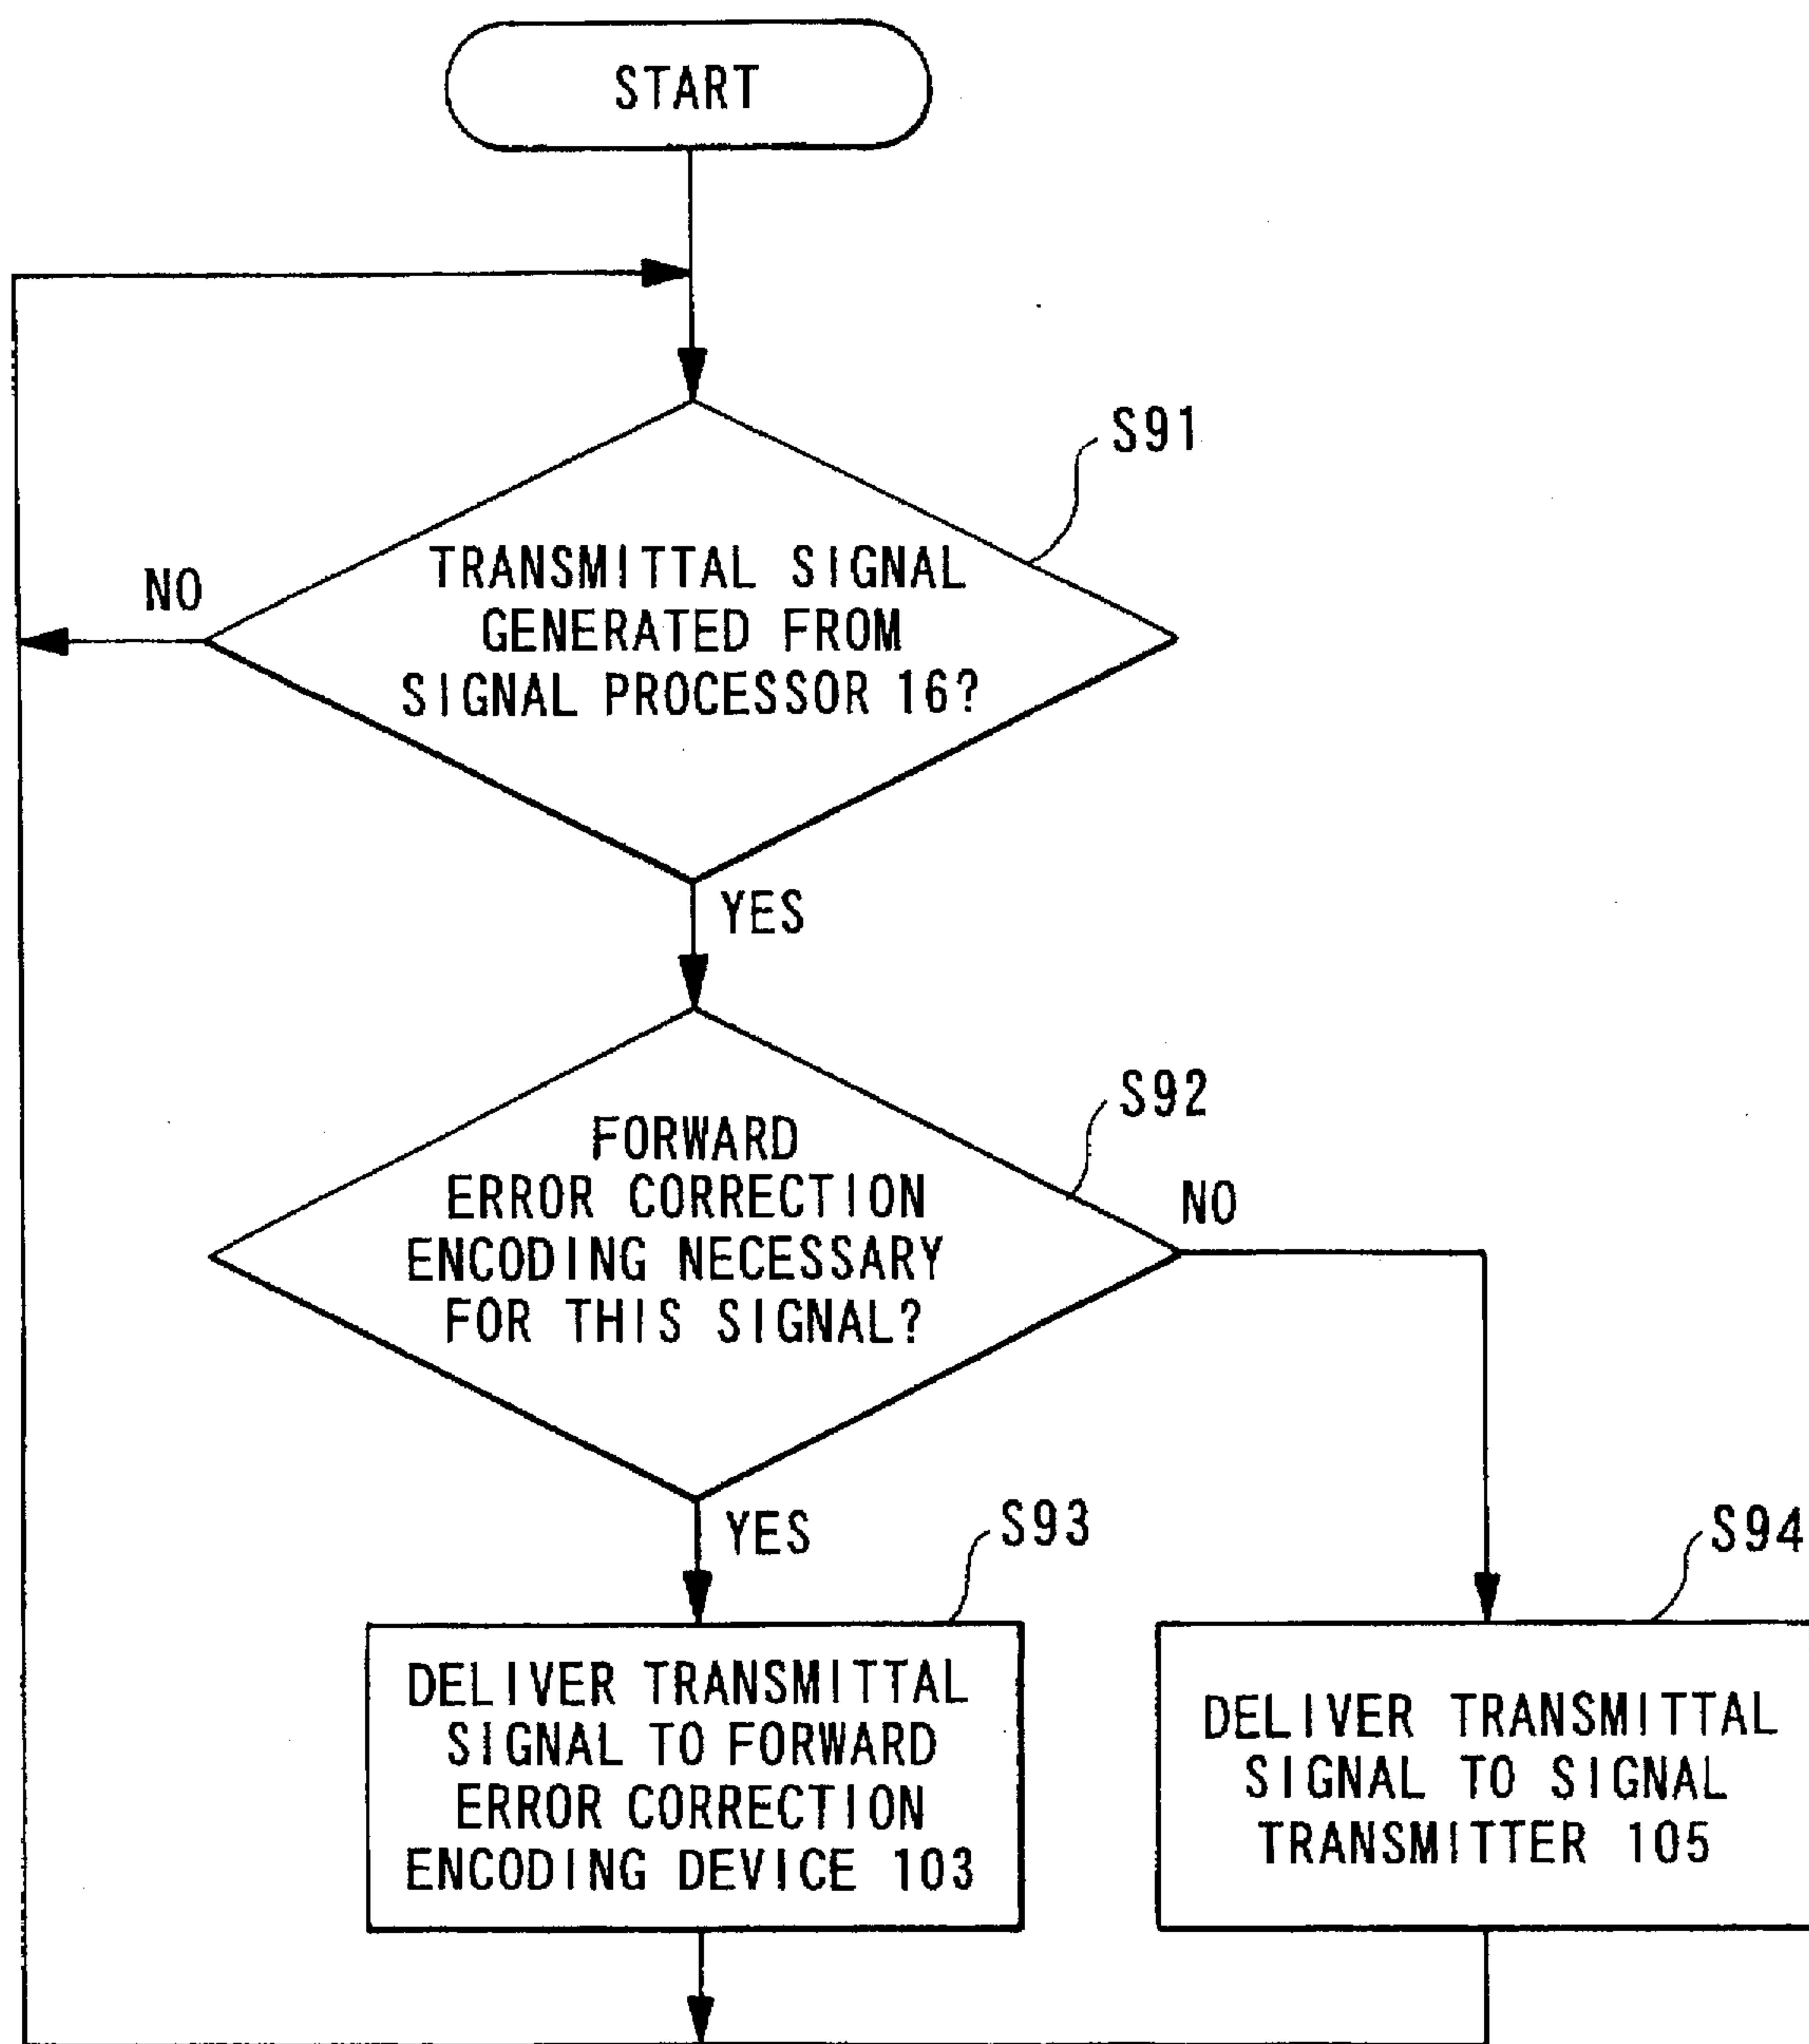 START
S91
TRANSMITTAL SIGNAL
GENERATED FROM
SIGNAL PROCESSOR 16?
NO
YES
S92
FORWARD
ERROR CORRECTION
ENCODING NECESSARY
FOR THIS SIGNAL?
NO
YES
S93
S94
DELIVER TRANSMITTAL
SIGNAL TO FORWARD
ERROR CORRECTION
ENCODING DEVICE 103
DELIVER TRANSMITTAL
SIGNAL TO SIGNAL
TRANSMITTER 105